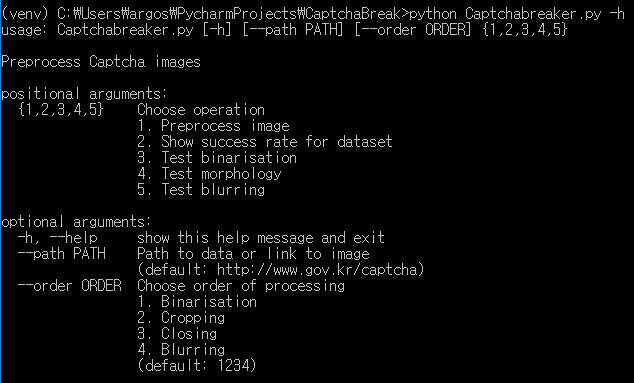 (venv) C:₩Users₩argos₩PycharmProjects₩CaptchaBreak>python Captchabreaker.py -h
usage: Captchabreaker.py [-h] [--path PATH] [--order ORDER] {1,2,3,4,5}
Preprocess Captcha images
positional arguments:
{1,2,3,4,5} Choose operation
1. Preprocess image
2. Show success rate for dataset
3. Test binarisation
4. Test morphology
5. Test blurring
optional arguments:
-h, --help show this help message and exit
--path PATH Path to data or link to image
(default: http://www.gov.kr/captcha)
--order ORDER Choose order of processing
1. Binarisation
2. Cropping
3. Closing
4. Blurring
(default: 1234)